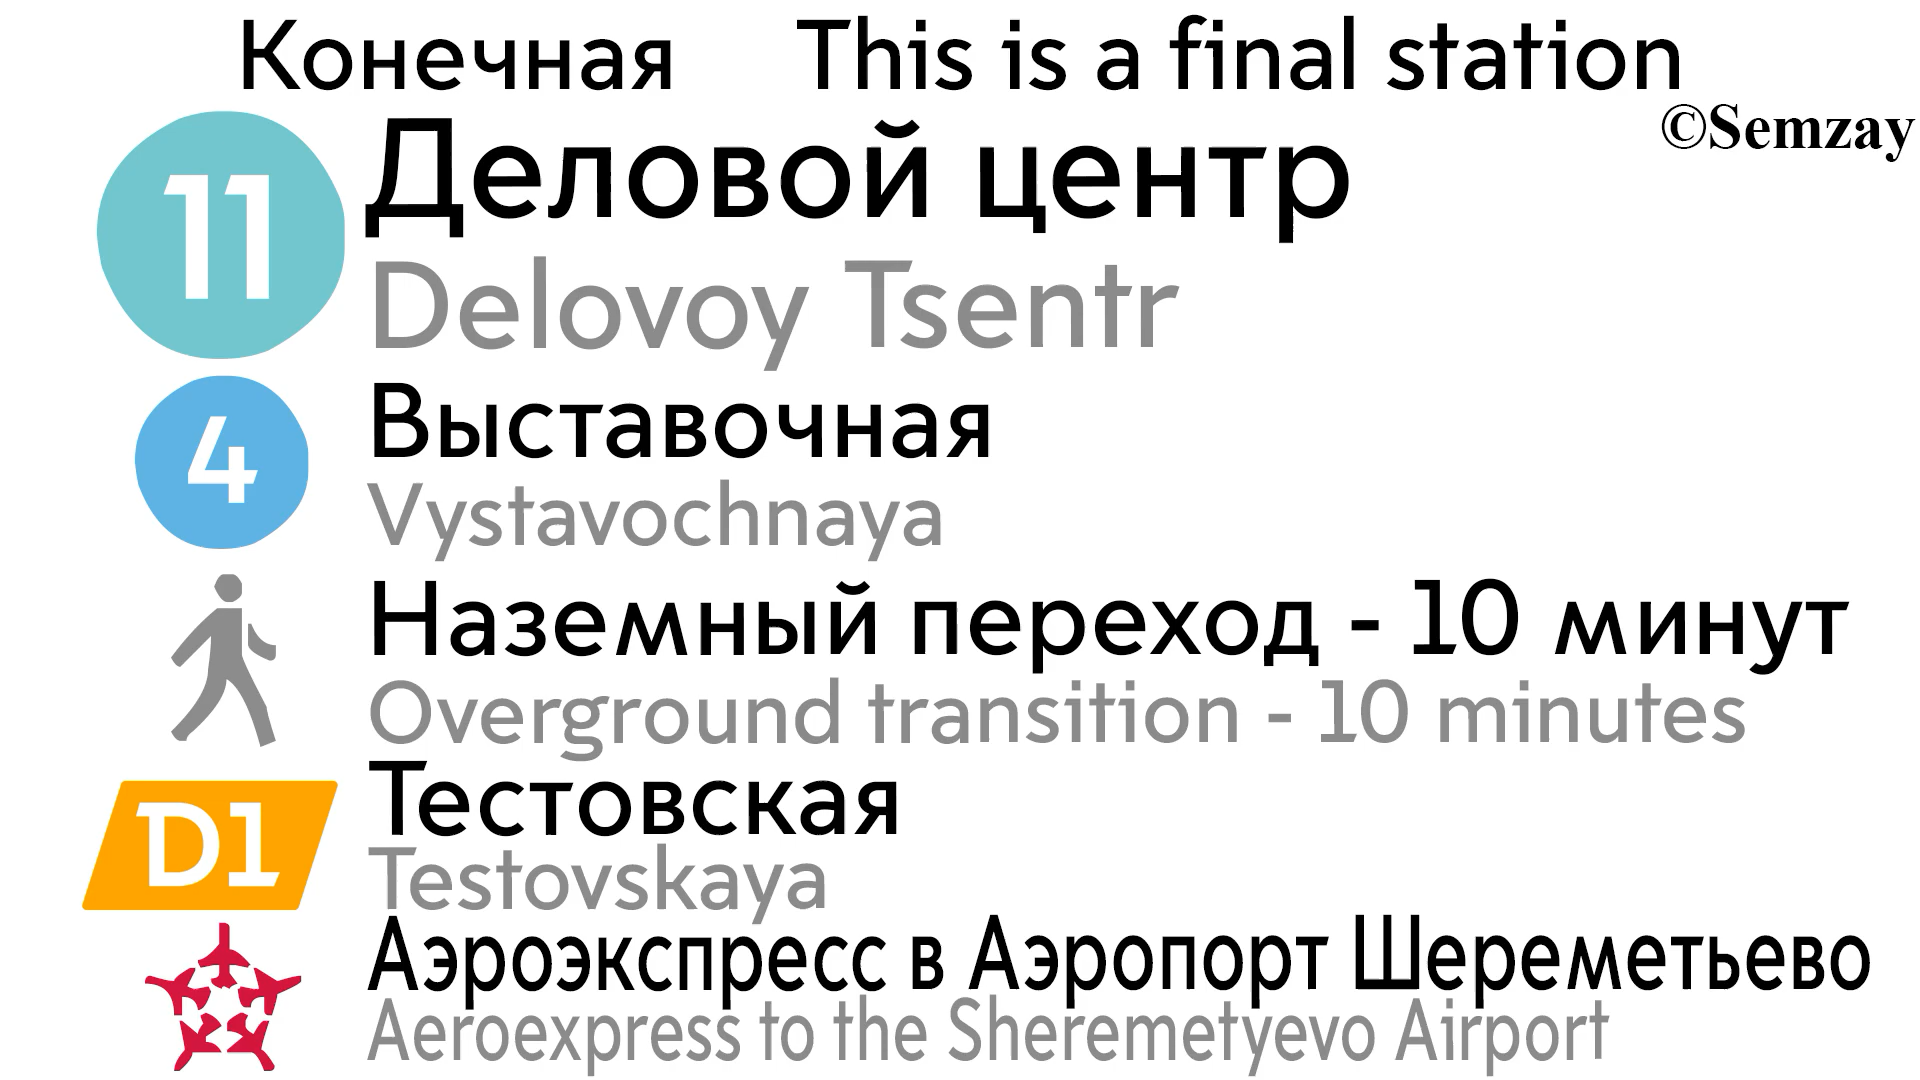 Конечная This is a final station
©Semzay
11 Деловой центр
Delovoy Tsentr
4 Выставочная
Vystavochnaya
Наземный переход - 10 минут
Overground transition - 10 minutes
D1 Тестовская
Testovskaya
Аэроэкспресс в Аэропорт Шереметьево
Aeroexpress to the Sheremetyevo Airport